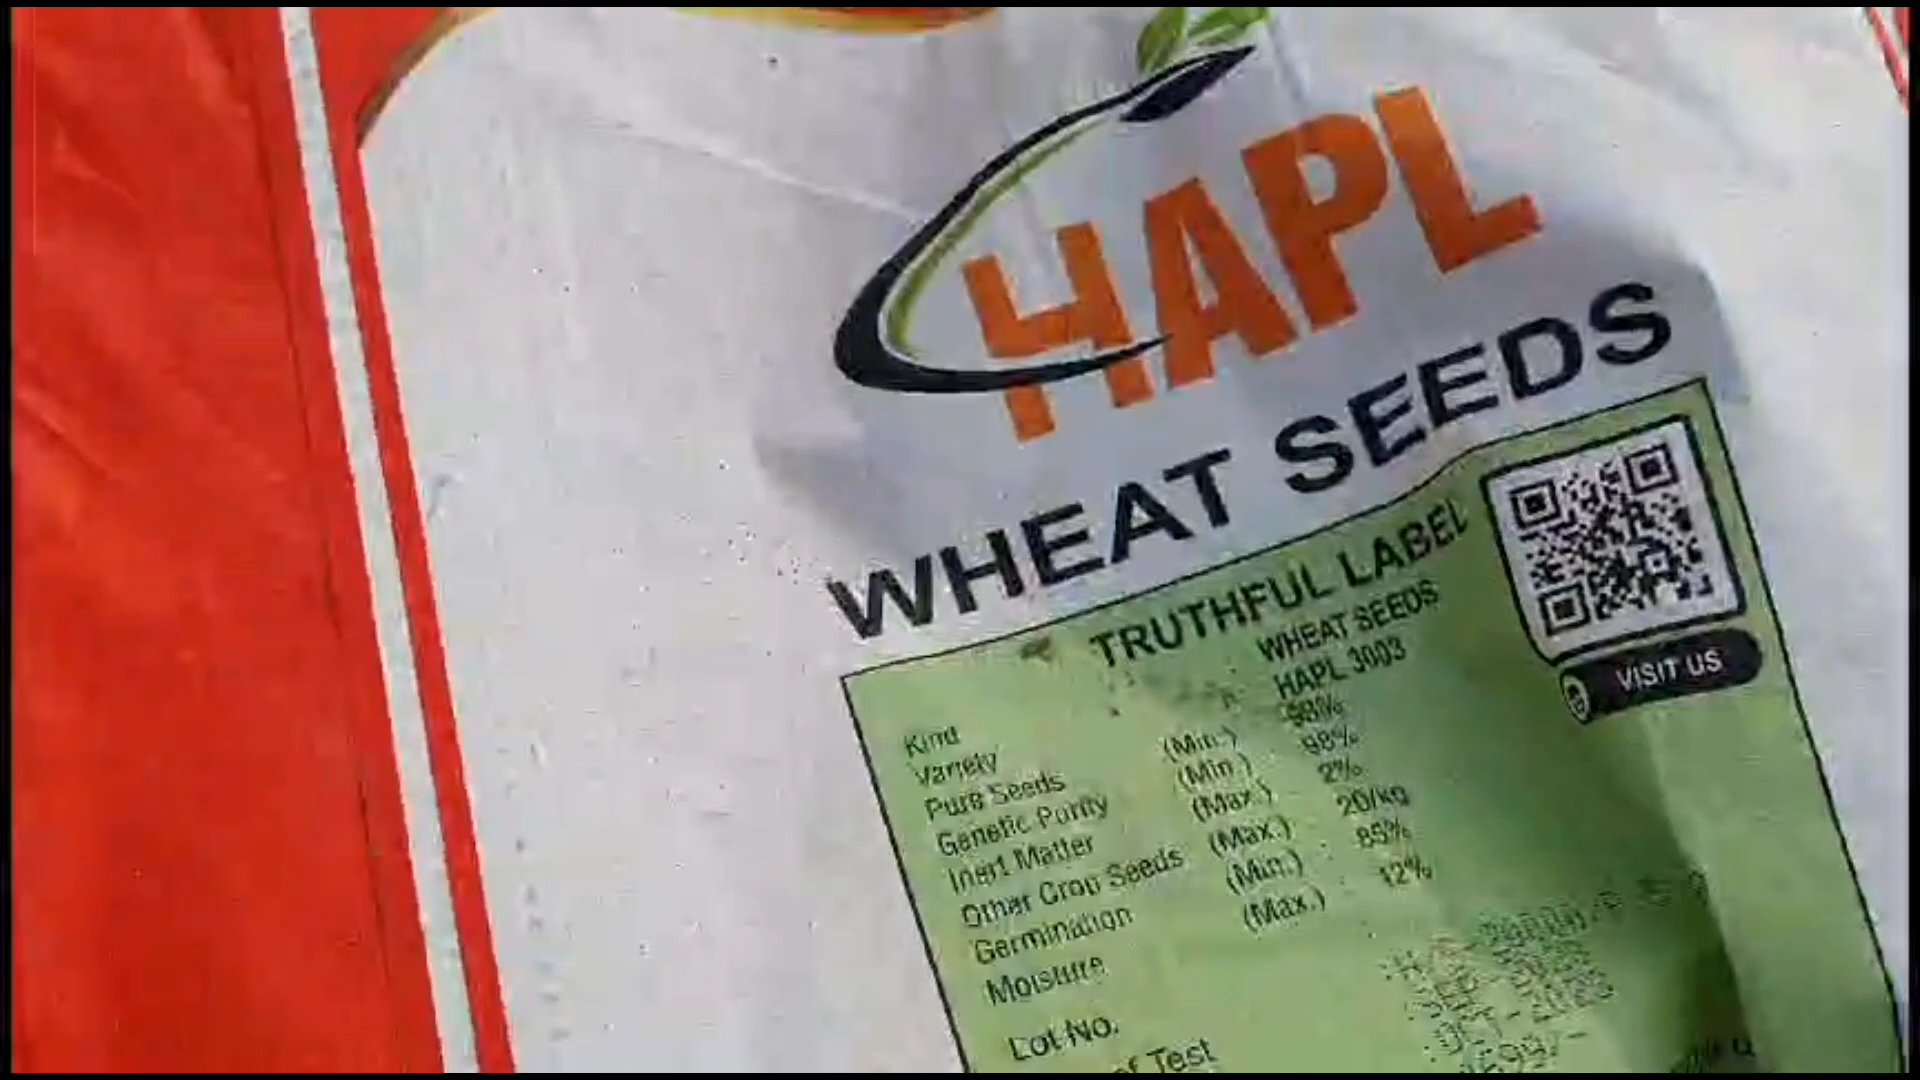 HAPL
WHEAT SEEDS
TRUTHFUL LABEL
VISIT US
Kind : WHEAT SEEDS
Variety : HAPL 3003
Pure Seeds (Min.) : 98%
Genetic Purity (Min.) : 98%
Inert Matter (Max.) : 2%
Other Crop Seeds (Max.) : 20/kg
Germination (Min.) : 85%
Moisture (Max.) : 12%
Lot No.
of Test